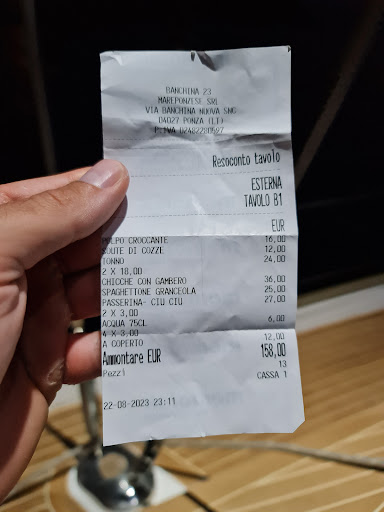 BANCHINA 23
MAREPONZESE SRL
VIA BANCHINA NUOVA SNC
04027 PONZA (LT)
P.IVA 02482280597
Resoconto tavolo
ESTERNA
TAVOLO 81
EUR
POLPO CROCCANTE 16,00
SOUTE DI COZZE 12,00
TONNO 24,00
2 X 18,00
CHICCHE CON GAMBERO 36,00
SPAGHETTONE GRANCEOLA 25,00
PASSERINA- CIU CIU 27,00
2 X 3,00
ACQUA 75CL 6,00
4 X 3,00
A COPERTO 12,00
Ammontare EUR 158,00
Pezzi 13
CASSA 1
22-08-2023 23:11